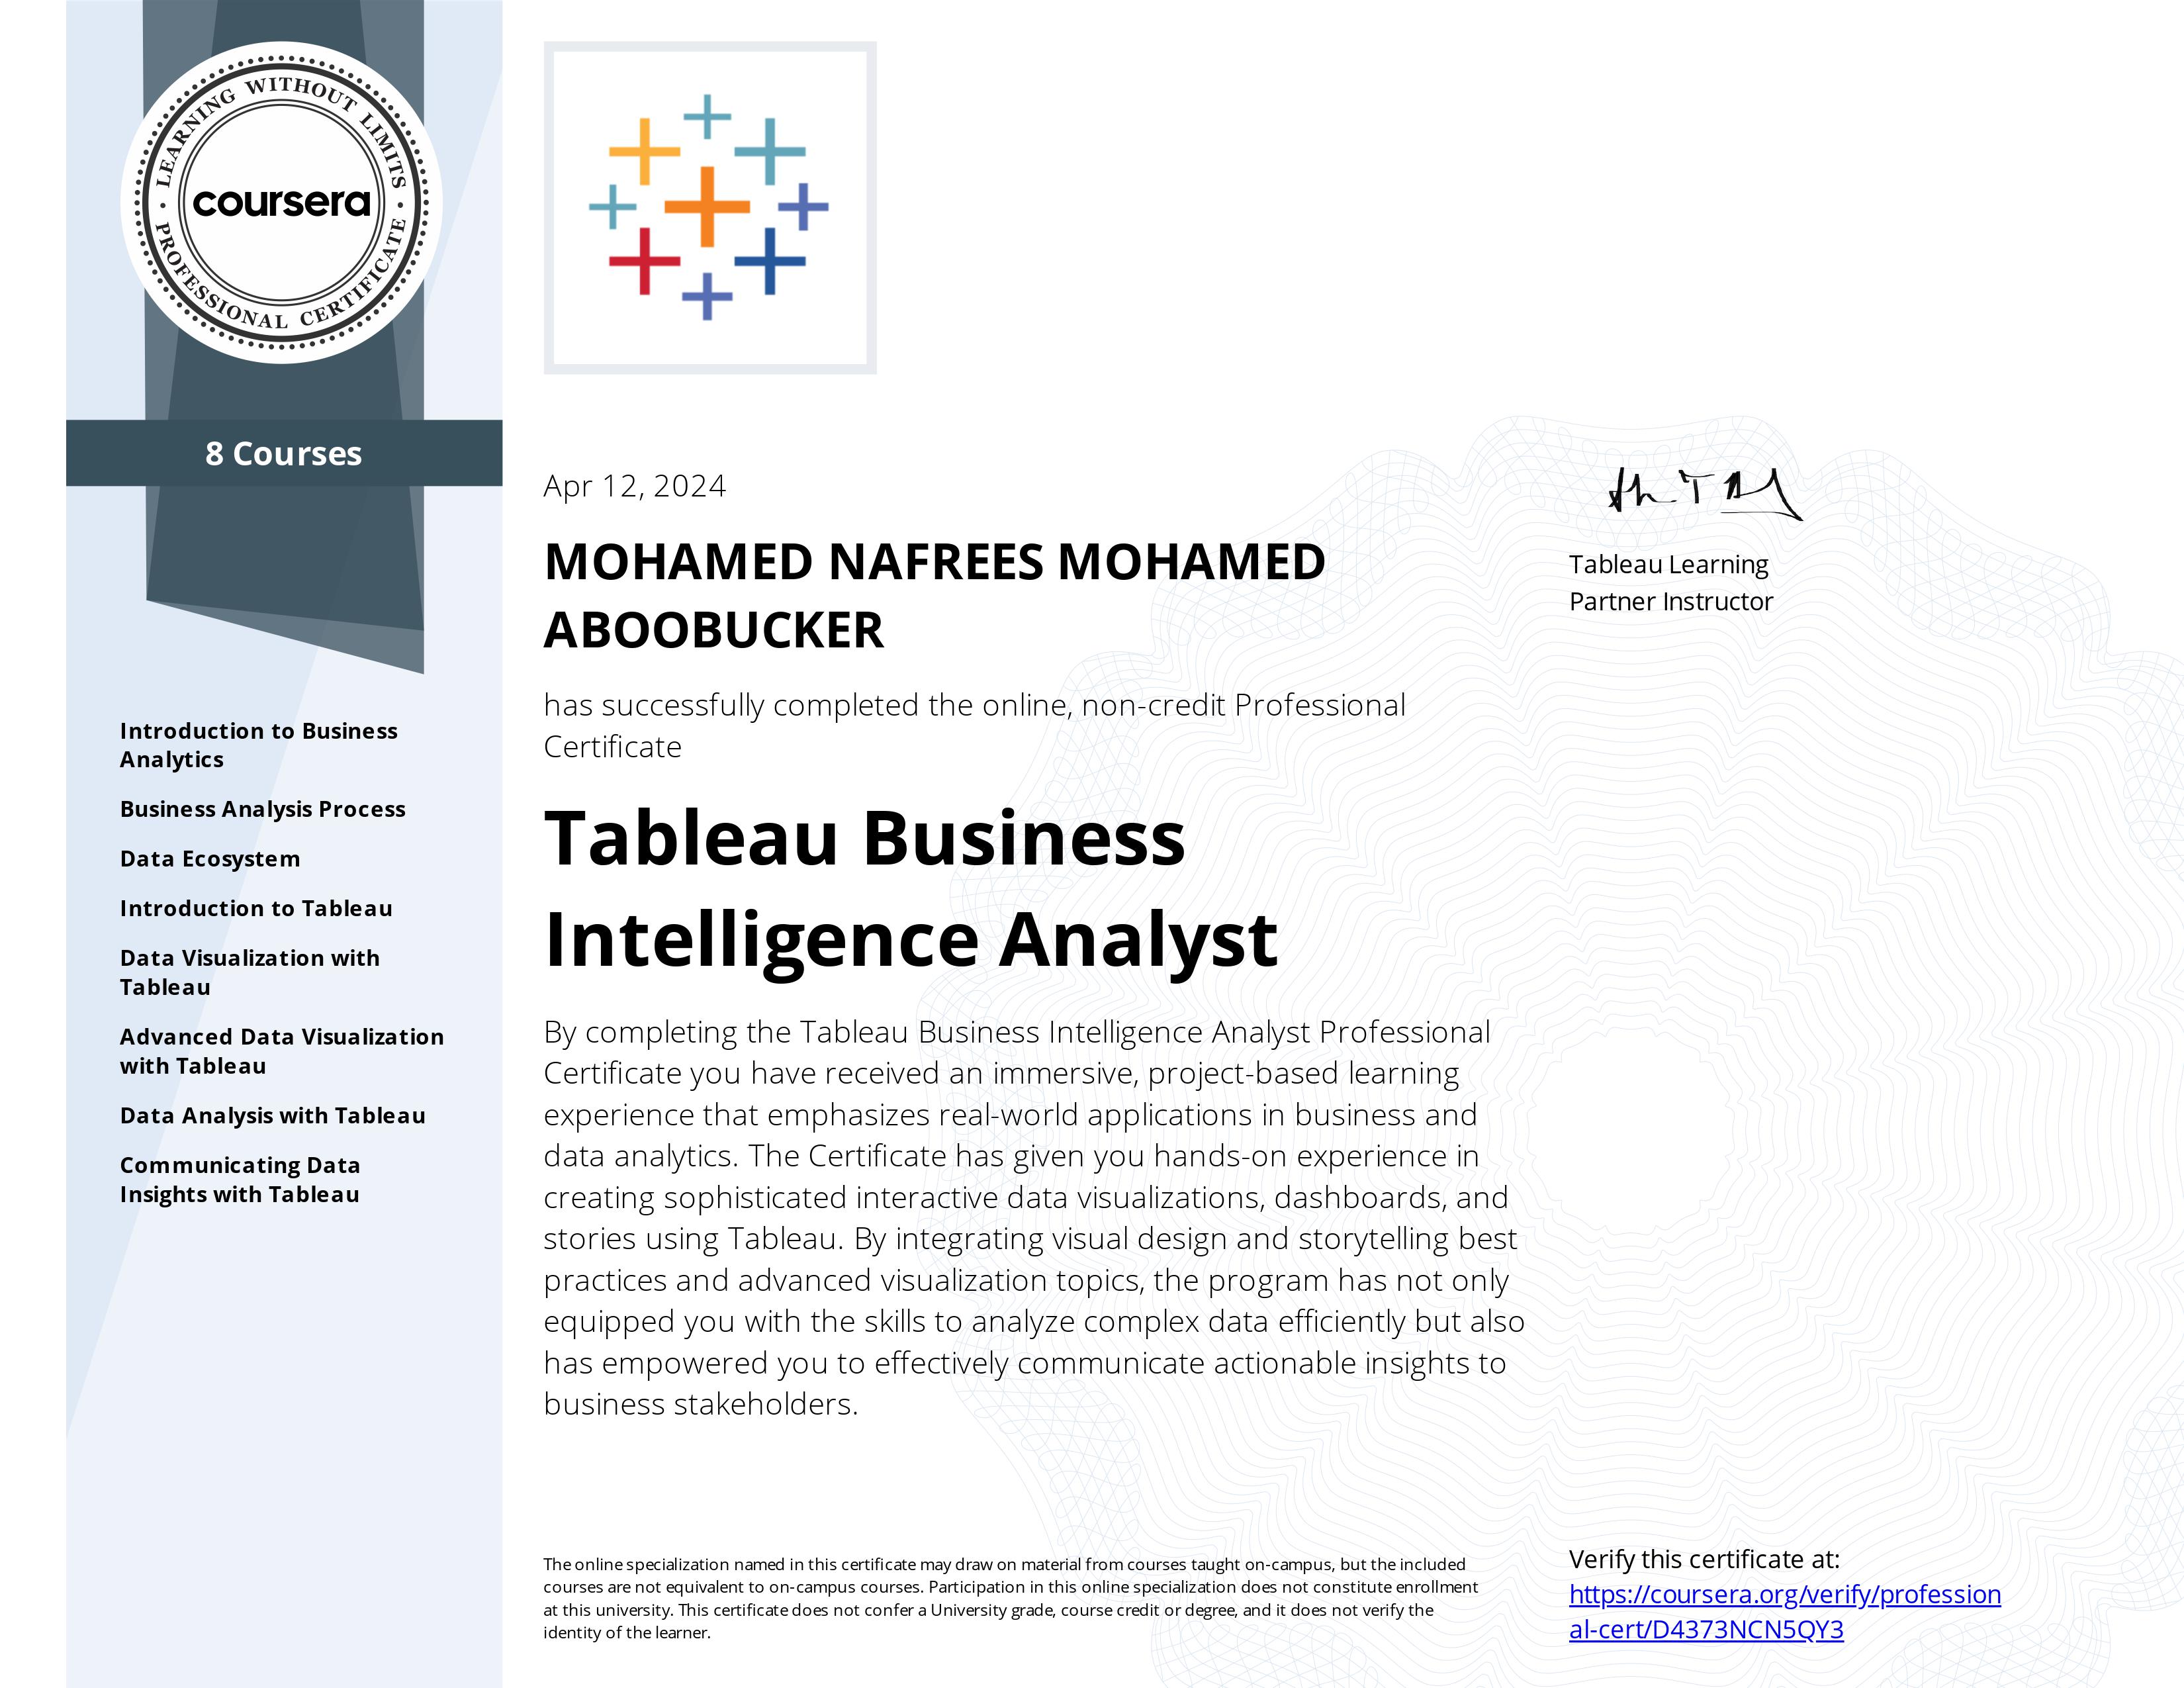 LEARNING WITHOUT LIMITS
coursera
PROFESSIONAL CERTIFICATE
8 Courses
Introduction to Business
Analytics
Business Analysis Process
Data Ecosystem
Introduction to Tableau
Data Visualization with
Tableau
Advanced Data Visualization
with Tableau
Data Analysis with Tableau
Communicating Data
Insights with Tableau
Apr 12, 2024
MOHAMED NAFREES MOHAMED
ABOOBUCKER
has successfully completed the online, non-credit Professional
Certificate
Tableau Business
Intelligence Analyst
By completing the Tableau Business Intelligence Analyst Professional
Certificate you have received an immersive, project-based learning
experience that emphasizes real-world applications in business and
data analytics. The Certificate has given you hands-on experience in
creating sophisticated interactive data visualizations, dashboards, and
stories using Tableau. By integrating visual design and storytelling best
practices and advanced visualization topics, the program has not only
equipped you with the skills to analyze complex data efficiently but also
has empowered you to effectively communicate actionable insights to
business stakeholders.
The online specialization named in this certificate may draw on material from courses taught on-campus, but the included
courses are not equivalent to on-campus courses. Participation in this online specialization does not constitute enrollment
at this university. This certificate does not confer a University grade, course credit or degree, and it does not verify the
identity of the learner.
Tableau Learning
Partner Instructor
Verify this certificate at:
https://coursera.org/verify/profession
al-cert/D4373NCN5QY3